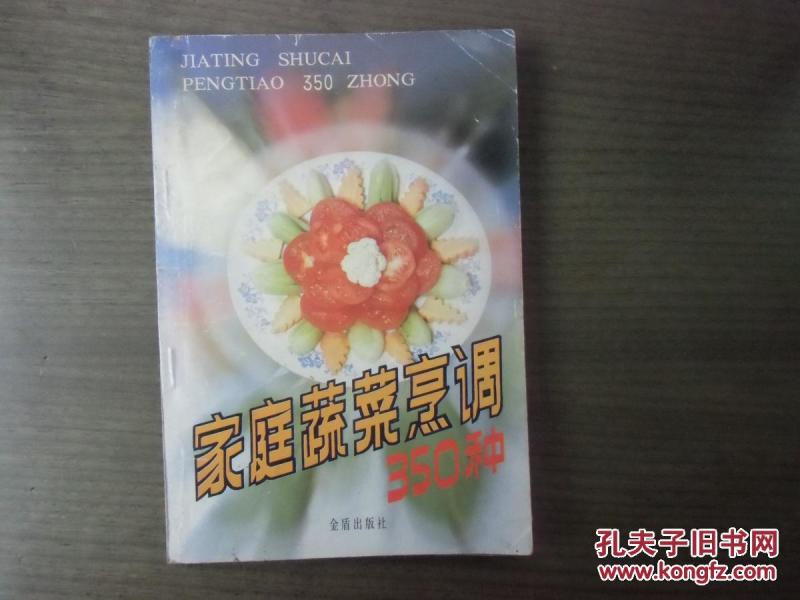 JIATING SHUCAI
PENGTIAO 350 ZHONG
家庭蔬菜烹调
350种
金盾出版社
孔夫子旧书网
www.kongfz.com